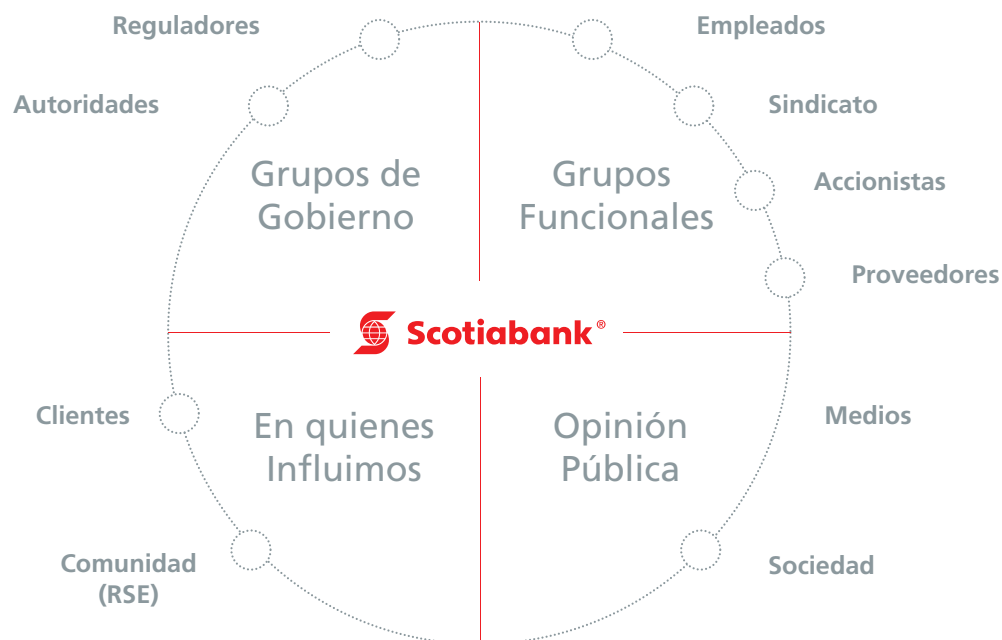 Reguladores
Empleados
Autoridades
Sindicato
Grupos de
Gobierno
Grupos
Funcionales
Accionistas
Proveedores
Scotiabank®
Clientes
En quienes
Influimos
Opinión
Pública
Medios
Comunidad
(RSE)
Sociedad